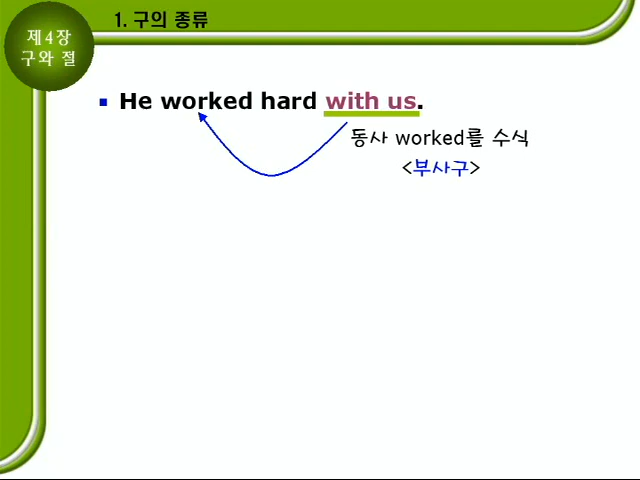 제4장
구와 절
1. 구의 종류
He worked hard with us.
동사 worked를 수식
<부사구>